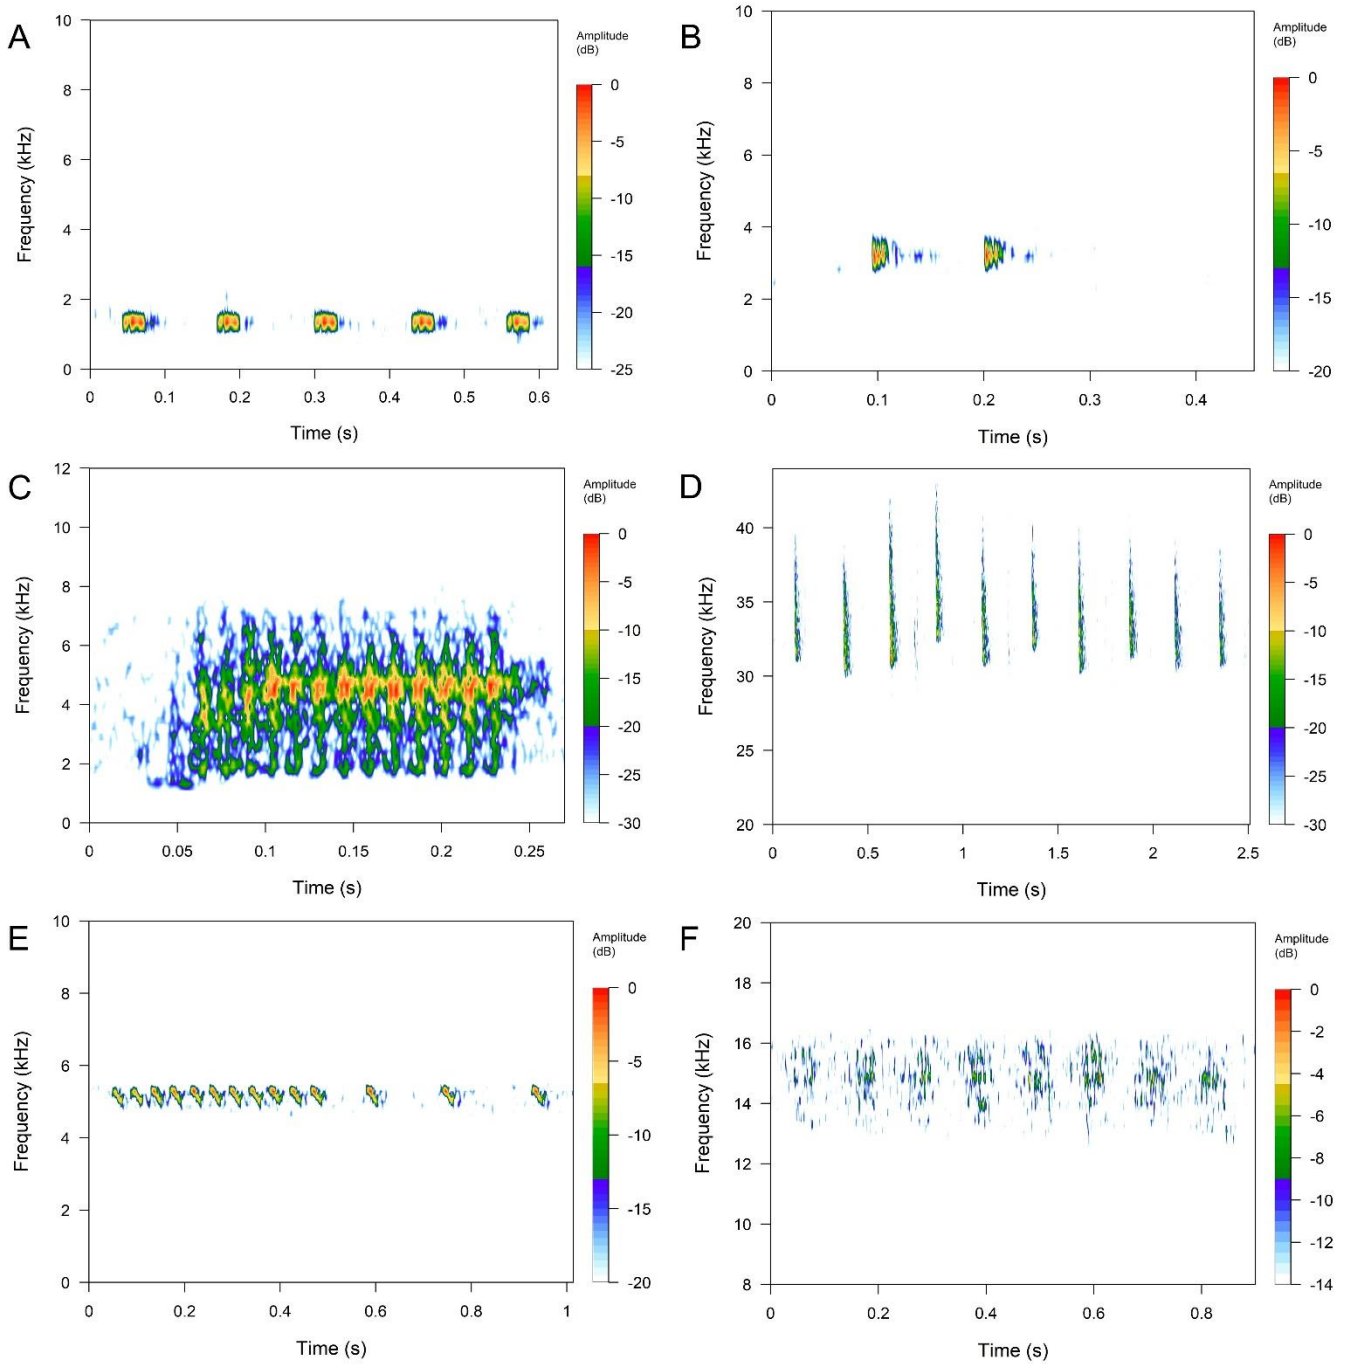 A
10
8
6
4
2
0
Frequency (kHz)
0 0.1 0.2 0.3 0.4 0.5 0.6
Time (s)
Amplitude
(dB)
0
-5
-10
-15
-20
-25
B
10
8
6
4
2
0
Frequency (kHz)
0 0.1 0.2 0.3 0.4
Time (s)
Amplitude
(dB)
0
-5
-10
-15
-20
C
12
10
8
6
4
2
0
Frequency (kHz)
0 0.05 0.1 0.15 0.2 0.25
Time (s)
Amplitude
(dB)
0
-5
-10
-15
-20
-25
-30
D
40
35
30
25
20
Frequency (kHz)
0 0.5 1 1.5 2 2.5
Time (s)
Amplitude
(dB)
0
-5
-10
-15
-20
-25
-30
E
10
8
6
4
2
0
Frequency (kHz)
0 0.2 0.4 0.6 0.8 1
Time (s)
Amplitude
(dB)
0
-5
-10
-15
-20
F
20
18
16
14
12
10
8
Frequency (kHz)
0 0.2 0.4 0.6 0.8
Time (s)
Amplitude
(dB)
0
-2
-4
-6
-8
-10
-12
-14